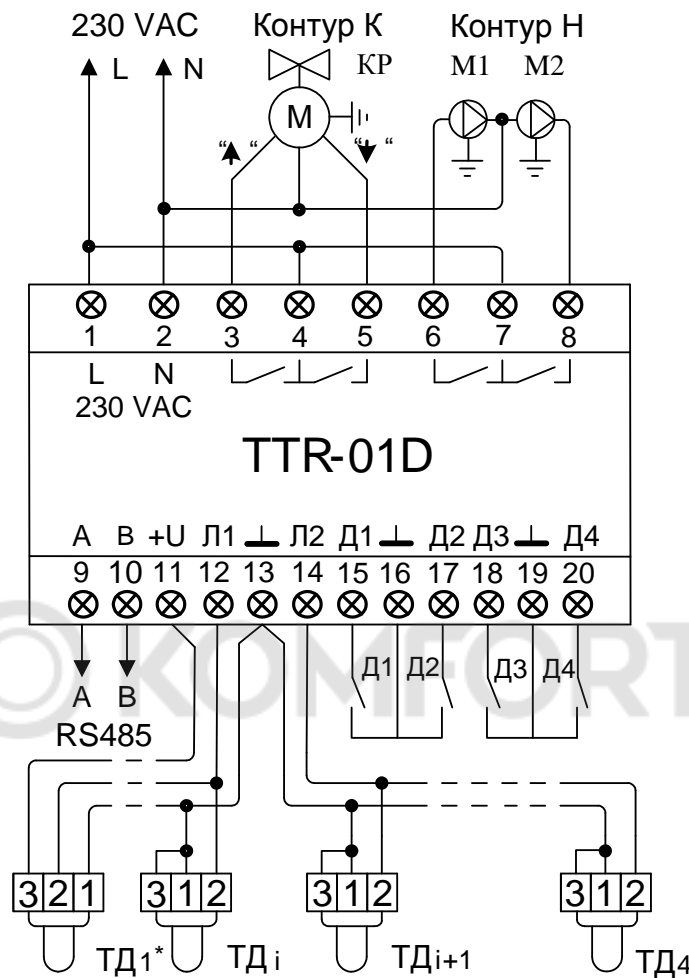 230 VAC Контур К Контур Н
L N КР М1 М2
М
“ “ “ “
1 2 3 4 5 6 7 8
L N
230 VAC
TTR-01D
A B +U Л1 Л2 Д1 Д2 Д3 Д4
9 10 11 12 13 14 15 16 17 18 19 20
KOMFORT
Д1 Д2 Д3 Д4
A B
RS485
3 2 1 3 1 2 3 1 2 3 1 2
ТД1* ТД i ТДi+1 ТД4